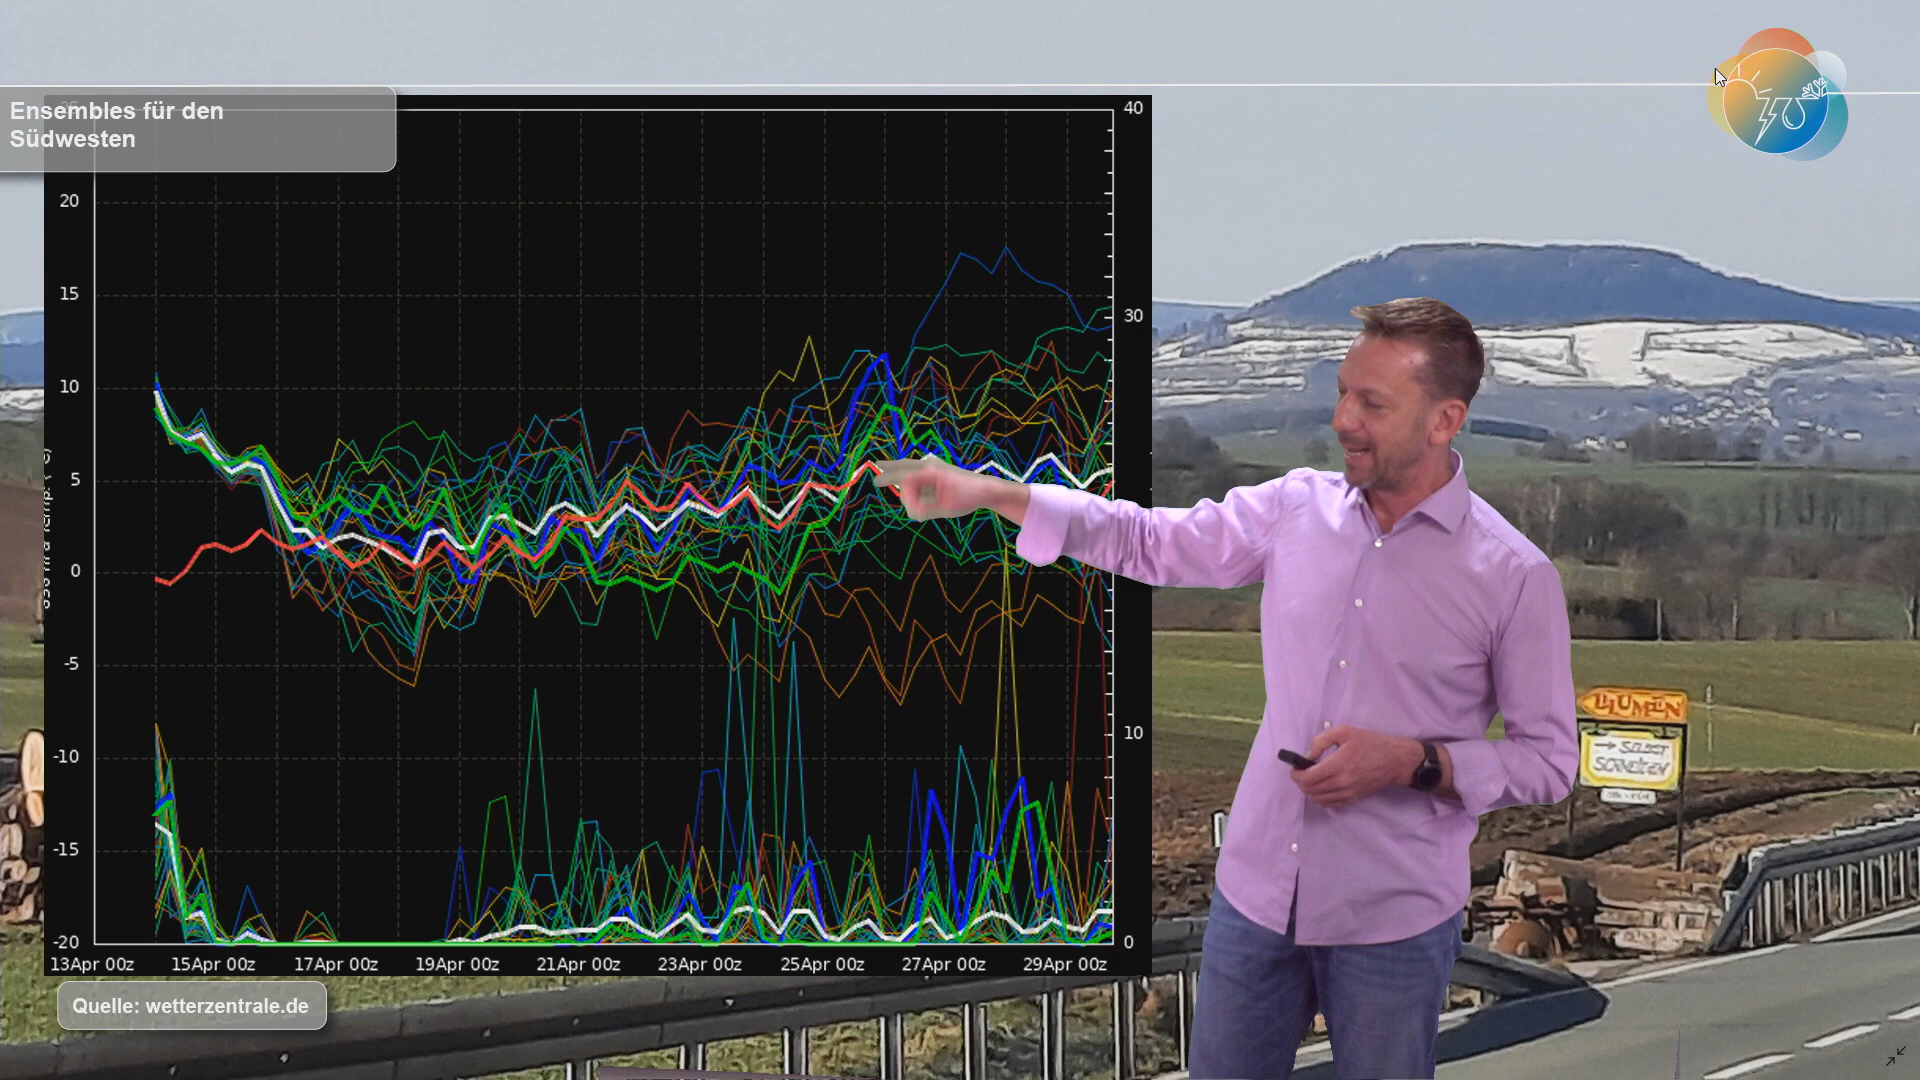 Ensembles für den
Südwesten
40
20
15
30
10
5
0
-5
10
-10
-15
-20
0
13Apr 00z 15Apr 00z 17Apr 00z 19Apr 00z 21Apr 00z 23Apr 00z 25Apr 00z 27Apr 00z 29Apr 00z
Quelle: wetterzentrale.de
BLUMEN
SELBST
SCHNEIDEN